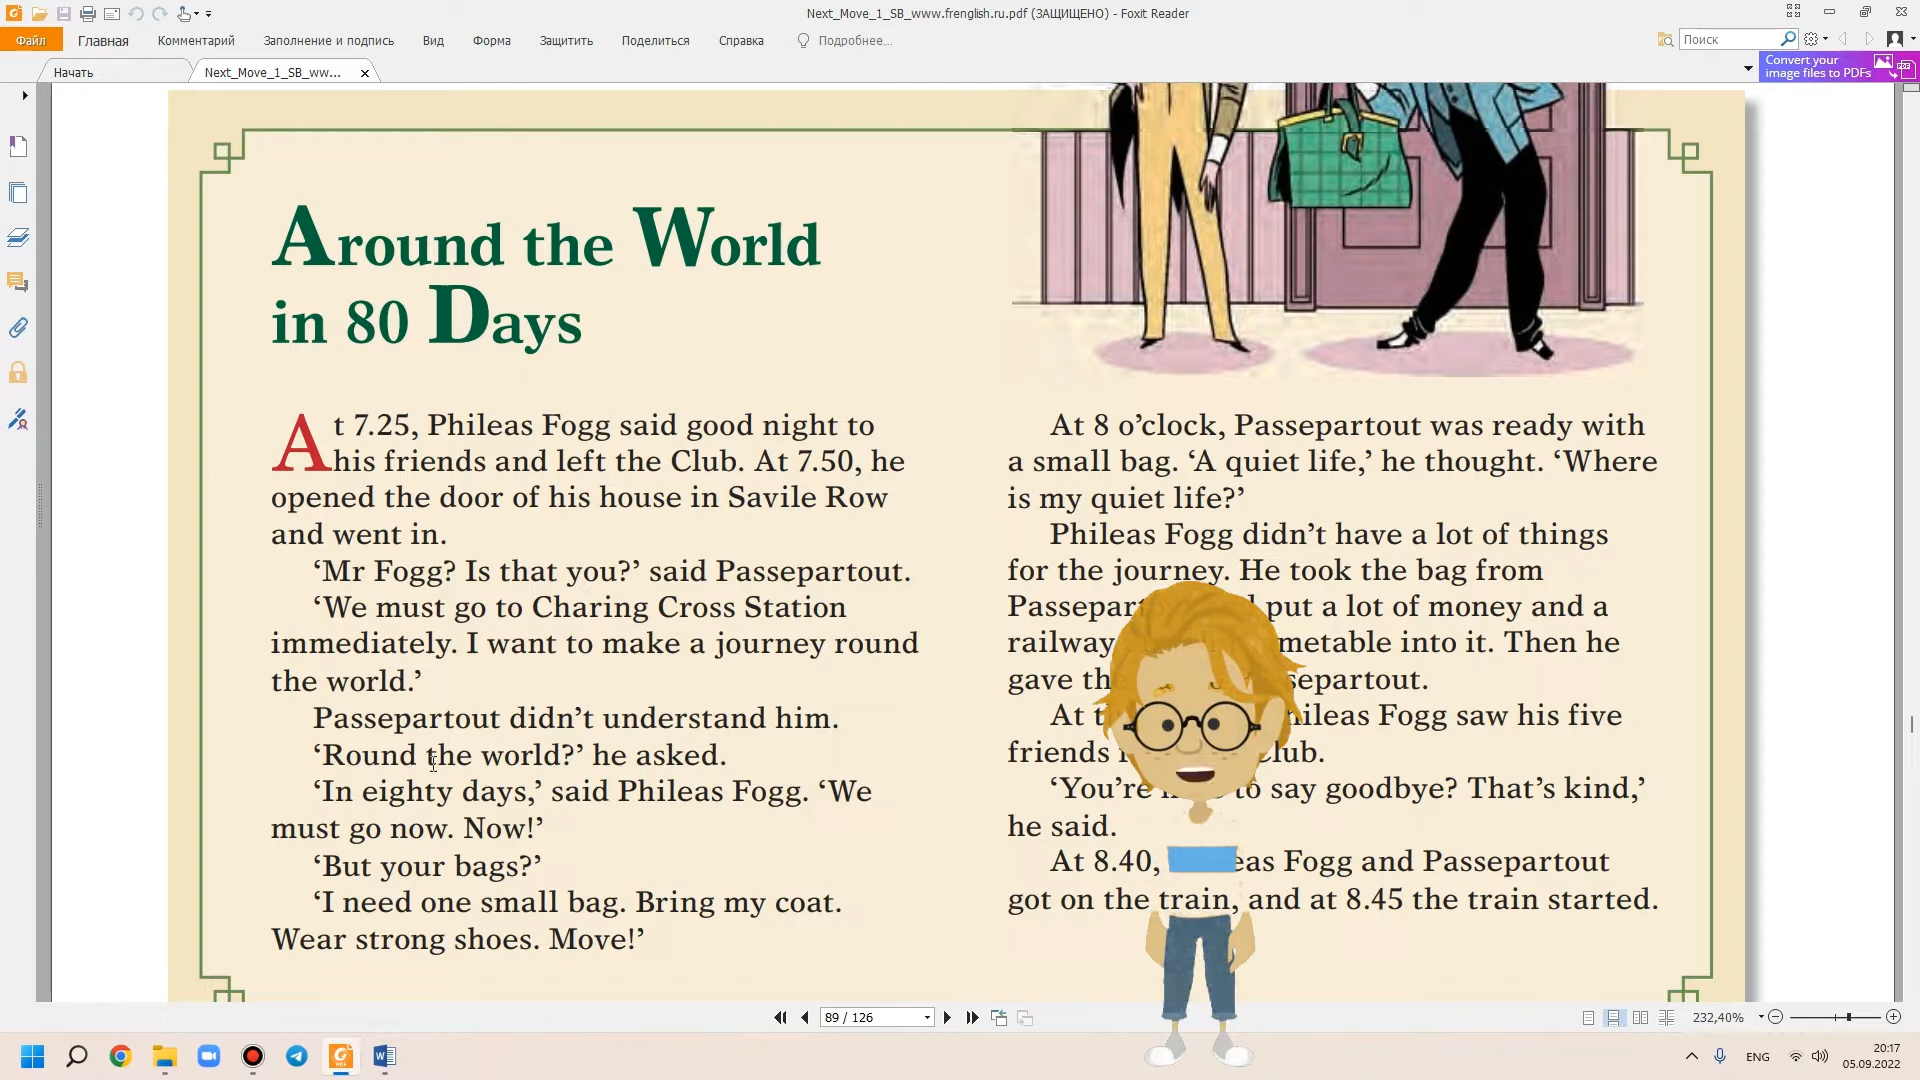 Next_Move_1_SB_www.frenglish.ru.pdf (ЗАЩИЩЕНО) - Foxit Reader
Файл Главная Комментарий Заполнение и подпись Вид Форма Защитить Поделиться Справка Подробнее... Поиск
Начать Next_Move_1_SB_ww... Convert your
image files to PDFs
Around the World
in 80 Days
At 7.25, Phileas Fogg said good night to
his friends and left the Club. At 7.50, he
opened the door of his house in Savile Row
and went in.
‘Mr Fogg? Is that you?’ said Passepartout.
‘We must go to Charing Cross Station
immediately. I want to make a journey round
the world.’
Passepartout didn’t understand him.
‘Round the world?’ he asked.
‘In eighty days,’ said Phileas Fogg. ‘We
must go now. Now!’
‘But your bags?’
‘I need one small bag. Bring my coat.
Wear strong shoes. Move!’
At 8 o’clock, Passepartout was ready with
a small bag. ‘A quiet life,’ he thought. ‘Where
is my quiet life?’
Phileas Fogg didn’t have a lot of things
for the journey. He took the bag from
put a lot of money and a
railway into it. Then he
gave
At Phileas Fogg saw his five
friends
‘You’re to say goodbye? That’s kind,’
he said.
At 8.40, Fogg and Passepartout
got on the train, and at 8.45 the train started.
89 / 126 232,40%
ENG 20:17
05.09.2022